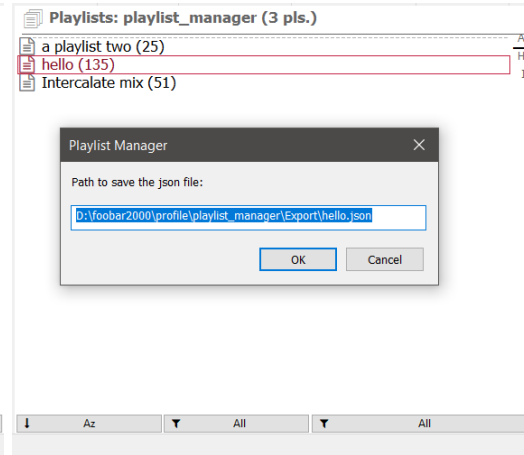 Playlists: playlist_manager (3 pls.)
a playlist two (25)
hello (135)
Intercalate mix (51)
A
H
Playlist Manager
Path to save the json file:
D:\foobar2000\profile\playlist_manager\Export\hello.json
OK
Cancel
Az
All
All